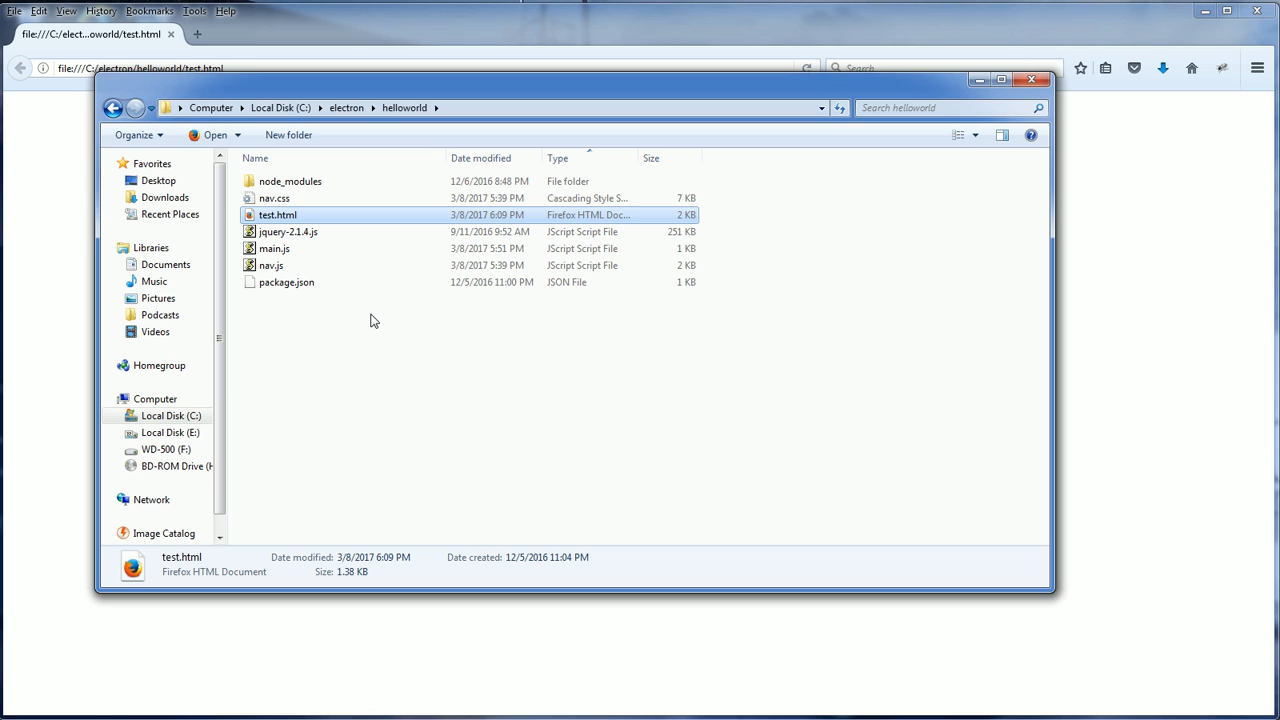 File Edit View History Bookmarks Tools Help
file:///C:/elect...oworld/test.html
file:///C:/electron/helloworld/test.html
Search
Computer Local Disk (C:) electron helloworld
Search helloworld
Organize Open New folder
Name Date modified Type Size
node_modules 12/6/2016 8:48 PM File folder
nav.css 3/8/2017 5:39 PM Cascading Style S... 7 KB
test.html 3/8/2017 6:09 PM Firefox HTML Doc... 2 KB
jquery-2.1.4.js 9/11/2016 9:52 AM JScript Script File 251 KB
main.js 3/8/2017 5:51 PM JScript Script File 1 KB
nav.js 3/8/2017 5:39 PM JScript Script File 2 KB
package.json 12/5/2016 11:00 PM JSON File 1 KB
Favorites
Desktop
Downloads
Recent Places
Libraries
Documents
Music
Pictures
Podcasts
Videos
Homegroup
Computer
Local Disk (C:)
Local Disk (E:)
WD-500 (F:)
BD-ROM Drive (H
Network
Image Catalog
test.html Date modified: 3/8/2017 6:09 PM Date created: 12/5/2016 11:04 PM
Firefox HTML Document Size: 1.38 KB